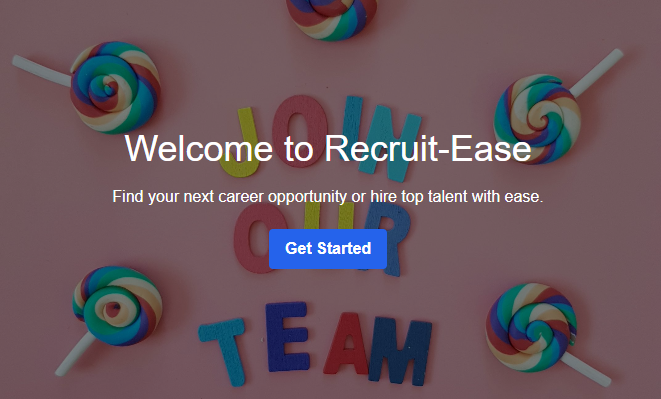 JOIN
Welcome to Recruit-Ease
Find your next career opportunity or hire top talent with ease.
OUR
Get Started
TEAM